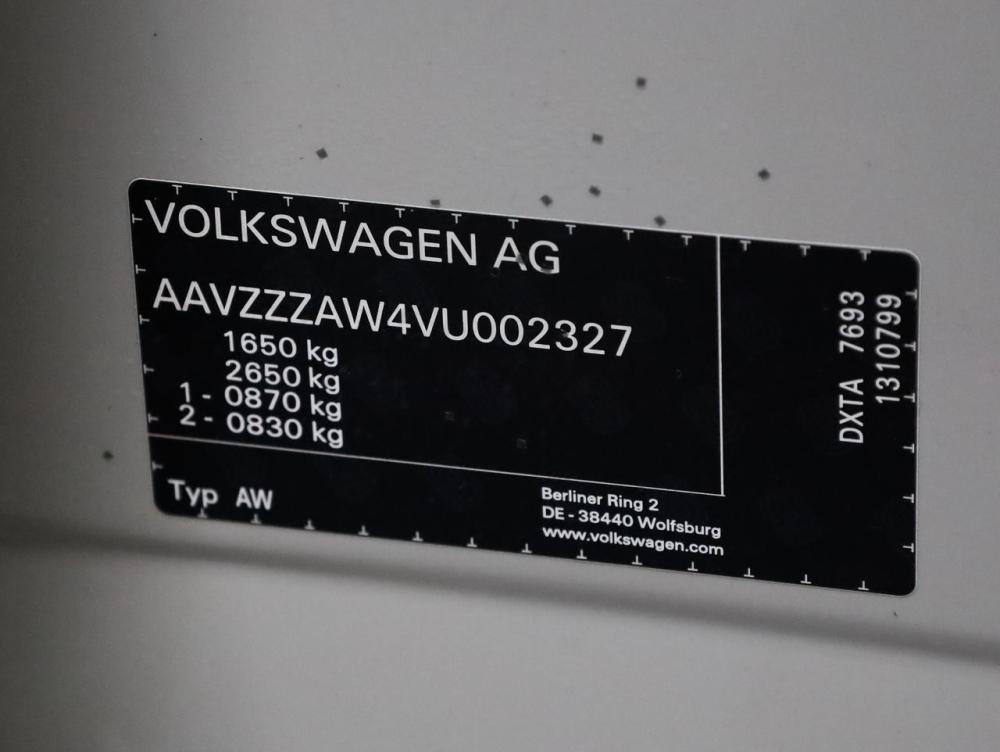 VOLKSWAGEN AG
AAVZZZAW4VU002327
1650 kg
2650 kg
1 - 0870 kg
2 - 0830 kg
Typ AW
Berliner Ring 2
DE - 38440 Wolfsburg
www.volkswagen.com
DXTA 7693
1310799